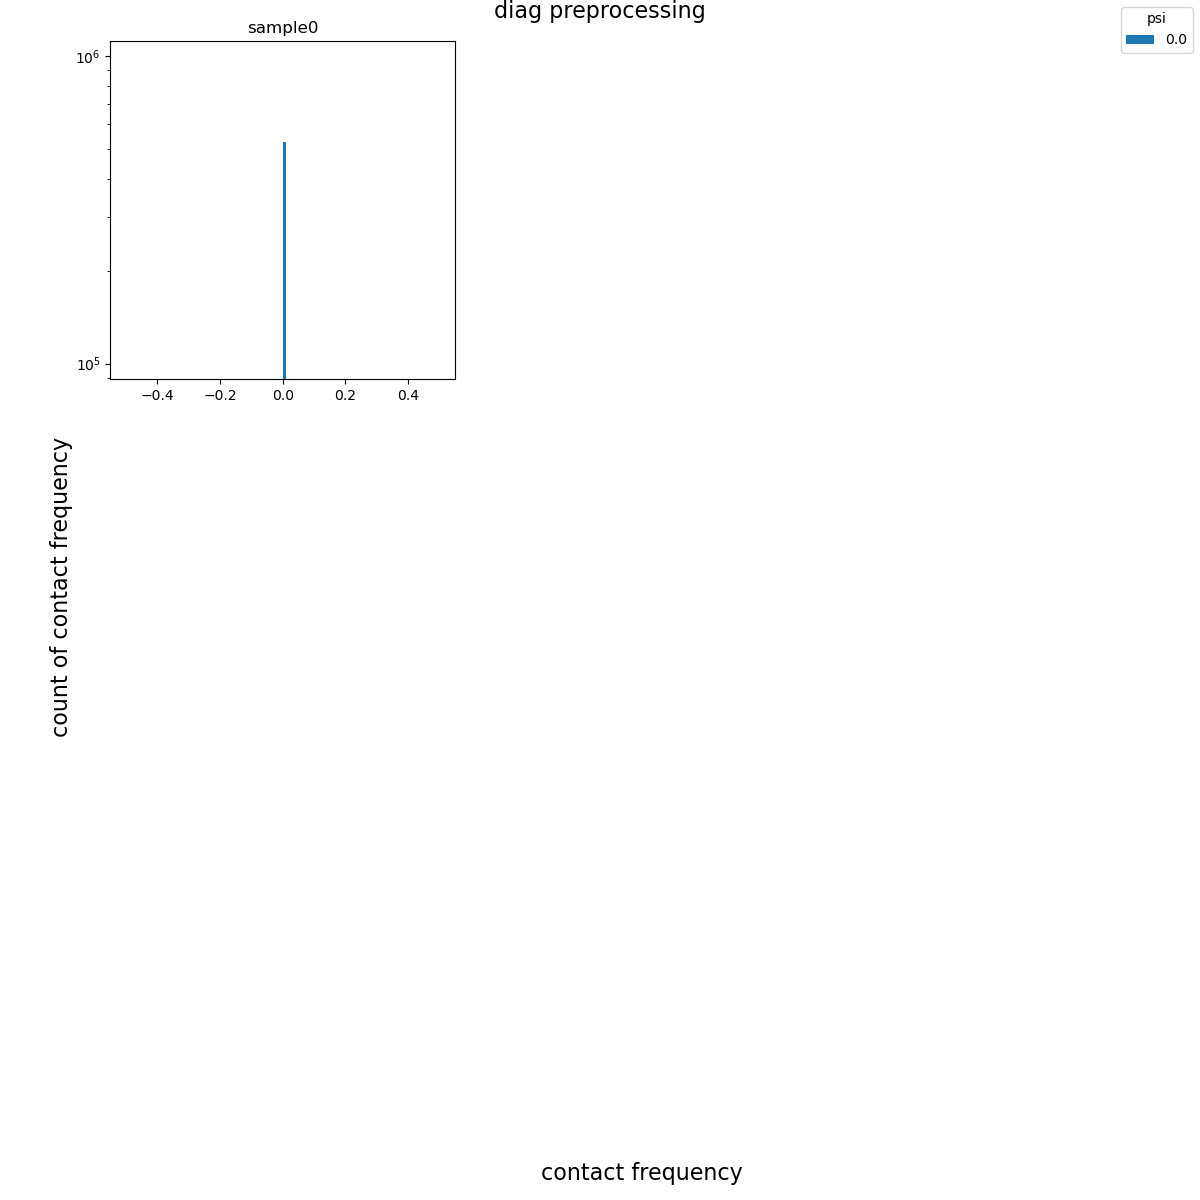 diag preprocessing
psi
0.0
sample0
10⁶
10⁵
−0.4 −0.2 0.0 0.2 0.4
count of contact frequency
contact frequency